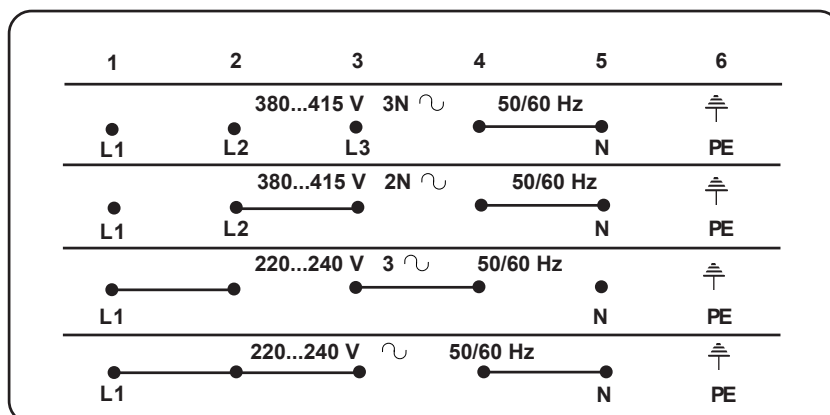 1 2 3 4 5 6
380...415 V 3N 50/60 Hz
L1 L2 L3 N PE
380...415 V 2N 50/60 Hz
L1 L2 N PE
220...240 V 3 50/60 Hz
L1 N PE
220...240 V 50/60 Hz
L1 N PE